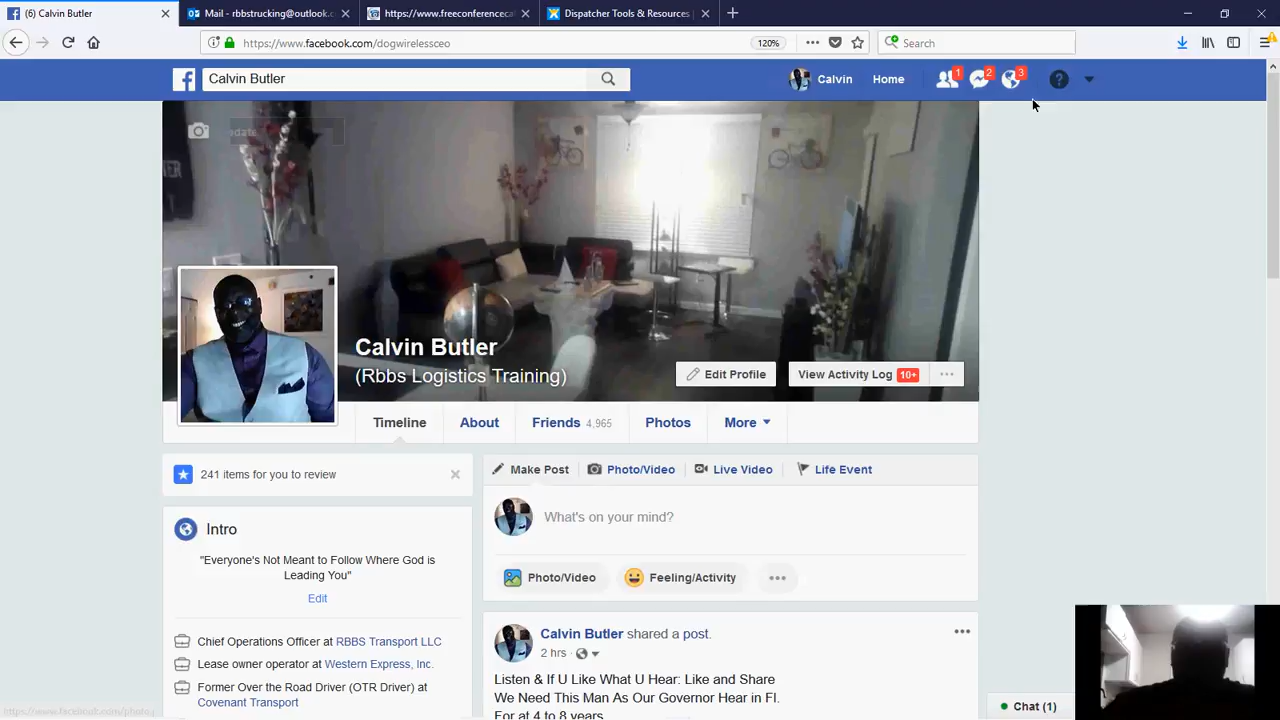 (6) Calvin Butler
Mail - rbbstrucking@outlook.c
https://www.freeconferenceca
Dispatcher Tools & Resources
https://www.facebook.com/dogwirelessceo
120%
Search
Calvin Butler
Calvin
Home
1
2
3
Calvin Butler
(Rbbs Logistics Training)
Edit Profile
View Activity Log 10+
Timeline
About
Friends 4,965
Photos
More
241 items for you to review
Make Post
Photo/Video
Live Video
Life Event
What's on your mind?
Photo/Video
Feeling/Activity
Intro
"Everyone's Not Meant to Follow Where God is
Leading You"
Edit
Chief Operations Officer at RBBS Transport LLC
Lease owner operator at Western Express, Inc.
Former Over the Road Driver (OTR Driver) at
Covenant Transport
Calvin Butler shared a post.
2 hrs
Listen & If U Like What U Hear: Like and Share
We Need This Man As Our Governor Hear in Fl.
For at 4 to 8 years
Chat (1)